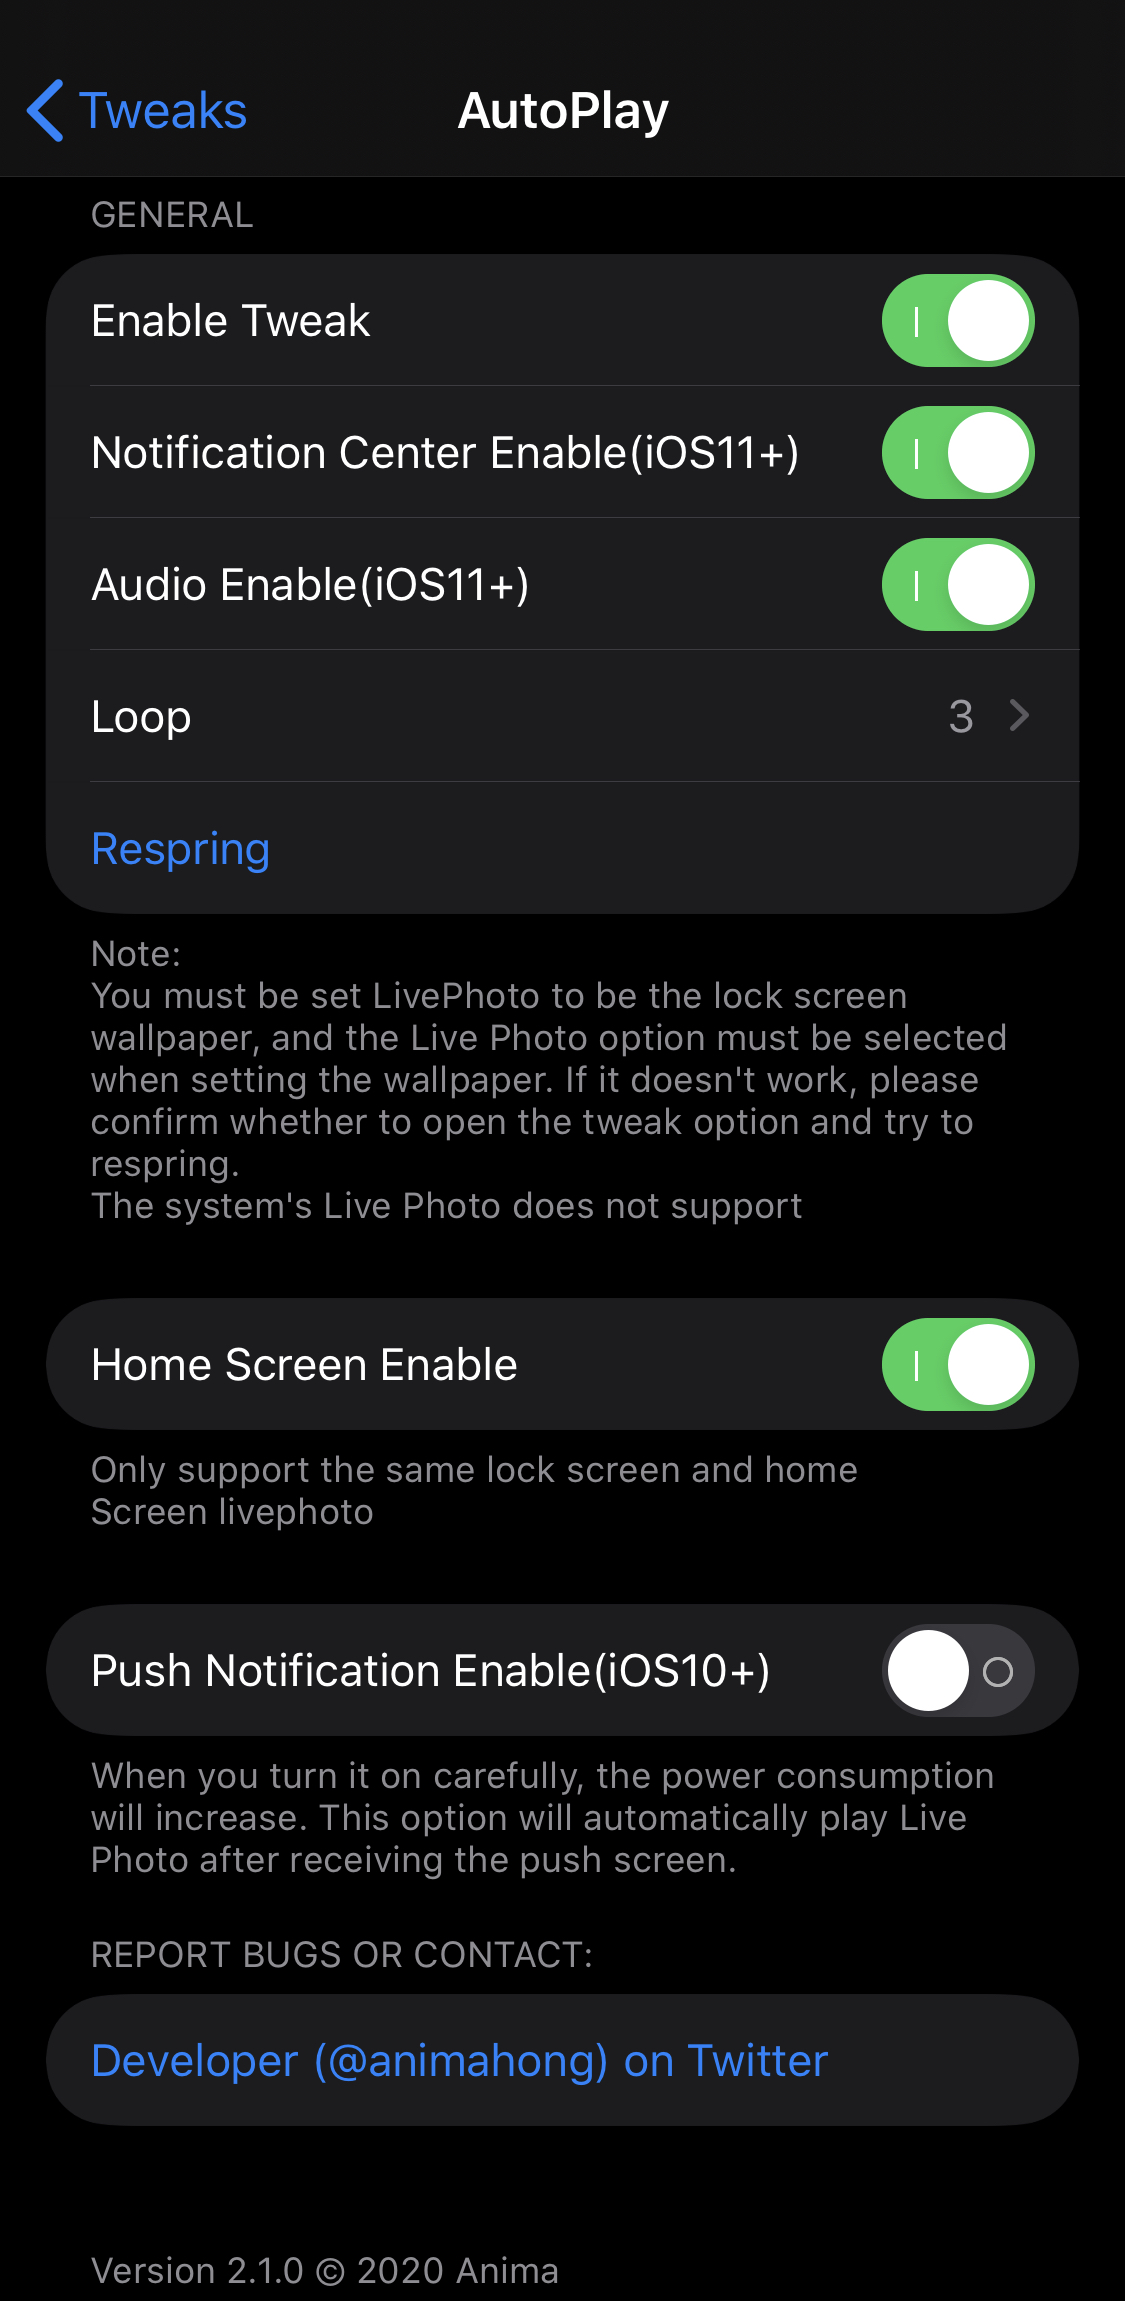 Tweaks
AutoPlay
GENERAL
Enable Tweak
Notification Center Enable(iOS11+)
Audio Enable(iOS11+)
Loop 3
Respring
Note:
You must be set LivePhoto to be the lock screen
wallpaper, and the Live Photo option must be selected
when setting the wallpaper. If it doesn't work, please
confirm whether to open the tweak option and try to
respring.
The system's Live Photo does not support
Home Screen Enable
Only support the same lock screen and home
Screen livephoto
Push Notification Enable(iOS10+)
When you turn it on carefully, the power consumption
will increase. This option will automatically play Live
Photo after receiving the push screen.
REPORT BUGS OR CONTACT:
Developer (@animahong) on Twitter
Version 2.1.0 © 2020 Anima